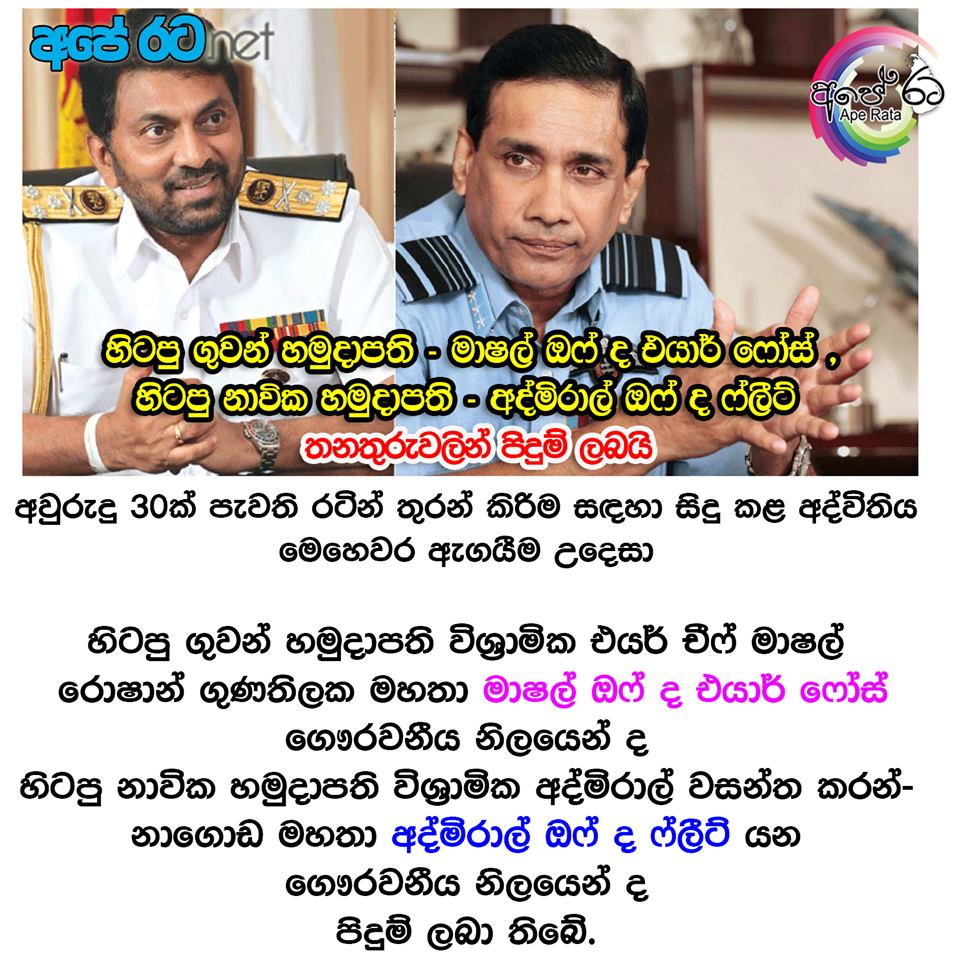 අපේ රට.net
අපේ රට
Ape Rata
හිටපු ගුවන් හමුදාපති - මාෂල් ඔෆ් ද එයාර් ෆෝස් ,
හිටපු නාවික හමුදාපති - අද්මිරාල් ඔෆ් ද ෆ්ලීට්
තනතුරුවලින් පිදුම් ලබයි
අවුරුදු 30ක් පැවති රටින් තුරන් කිරිම සඳහා සිදු කළ අද්විතිය
මෙහෙවර ඇගයීම උදෙසා
හිටපු ගුවන් හමුදාපති විශ්‍රාමික එයර් චීෆ් මාෂල්
රොෂාන් ගුණතිලක මහතා මාෂල් ඔෆ් ද එයාර් ෆෝස්
ගෞරවනීය නිලයෙන් ද
හිටපු නාවික හමුදාපති විශ්‍රාමික අද්මිරාල් වසන්ත කරන්-
නාගොඩ මහතා අද්මිරාල් ඔෆ් ද ෆ්ලීට් යන
ගෞරවනීය නිලයෙන් ද
පිදුම් ලබා තිබේ.